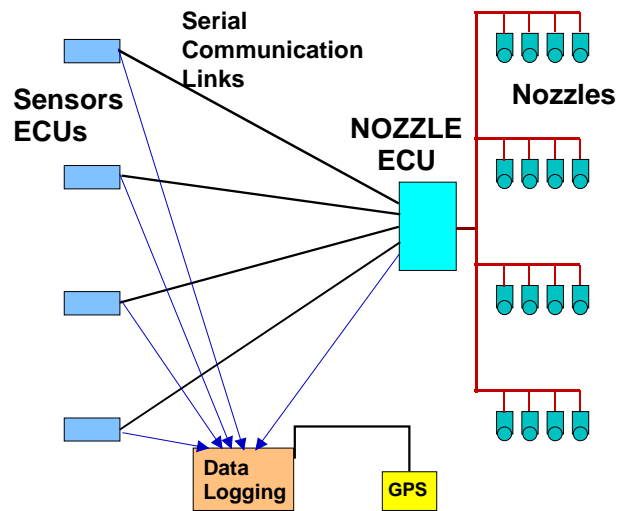 Serial
Communication
Links
Sensors
ECUs
NOZZLE
ECU
Nozzles
Data
Logging
GPS